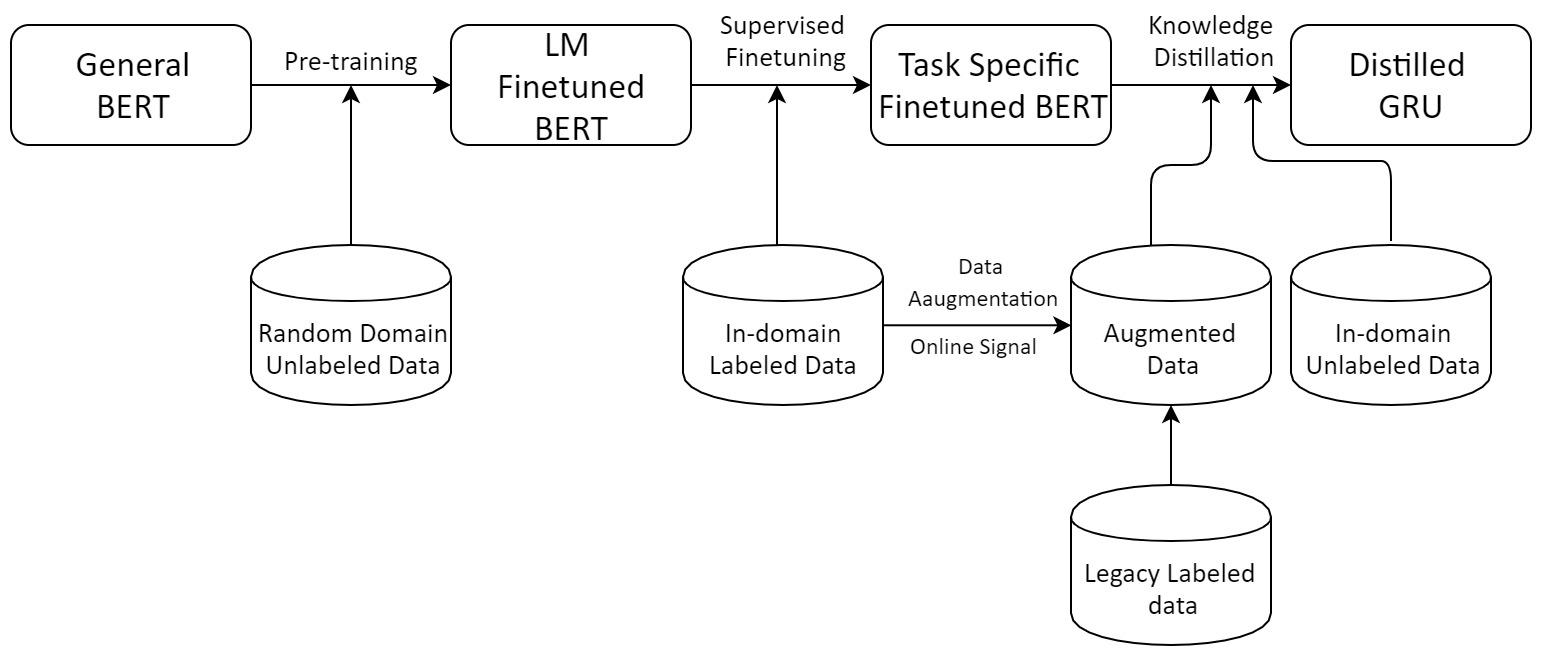 General
BERT
Pre-training
LM
Finetuned
BERT
Supervised
Finetuning
Task Specific
Finetuned BERT
Knowledge
Distillation
Distilled
GRU
Random Domain
Unlabeled Data
In-domain
Labeled Data
Data
Aaugmentation
Online Signal
Augmented
Data
In-domain
Unlabeled Data
Legacy Labeled
data